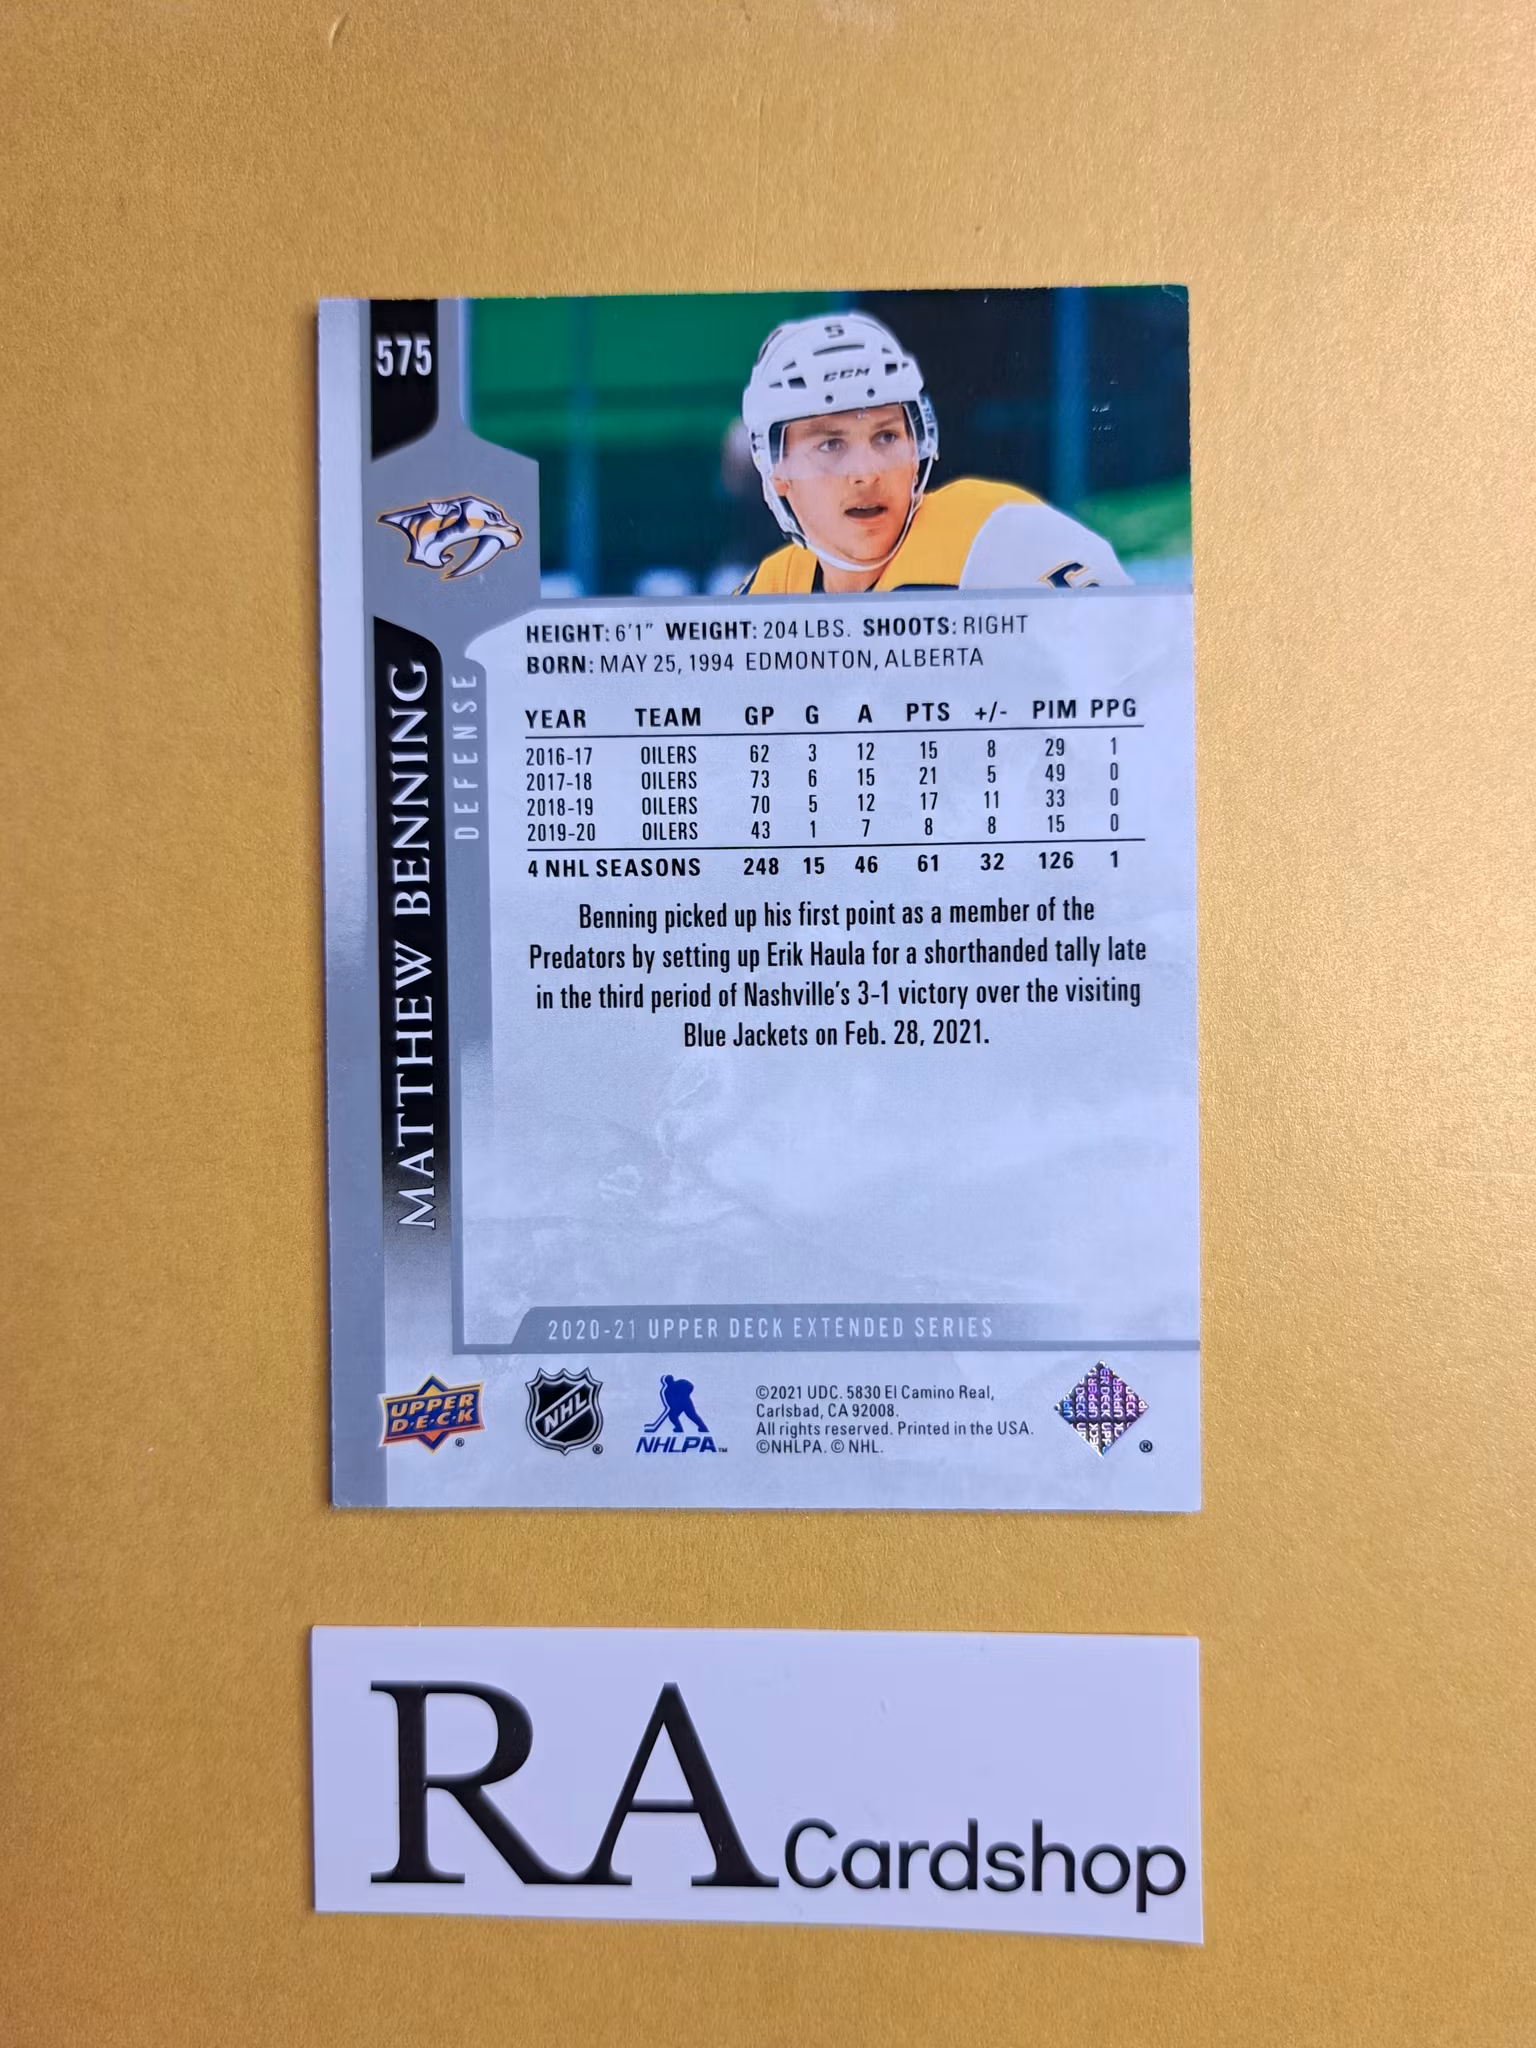 575
5
CCM
MATTHEW BENNING
DEFENSE
HEIGHT: 6'1" WEIGHT: 204 LBS. SHOOTS: RIGHT
BORN: MAY 25, 1994 EDMONTON, ALBERTA
YEAR TEAM GP G A PTS +/- PIM PPG
2016-17 OILERS 62 3 12 15 8 29 1
2017-18 OILERS 73 6 15 21 5 49 0
2018-19 OILERS 70 5 12 17 11 33 0
2019-20 OILERS 43 1 7 8 8 15 0
4 NHL SEASONS 248 15 46 61 32 126 1
Benning picked up his first point as a member of the
Predators by setting up Erik Haula for a shorthanded tally late
in the third period of Nashville's 3-1 victory over the visiting
Blue Jackets on Feb. 28, 2021.
2020-21 UPPER DECK EXTENDED SERIES
UPPER
D·E·C·K ®
NHL ®
NHLPA™
©2021 UDC. 5830 El Camino Real,
Carlsbad, CA 92008.
All rights reserved. Printed in the USA.
©NHLPA. © NHL.
®
RA Cardshop